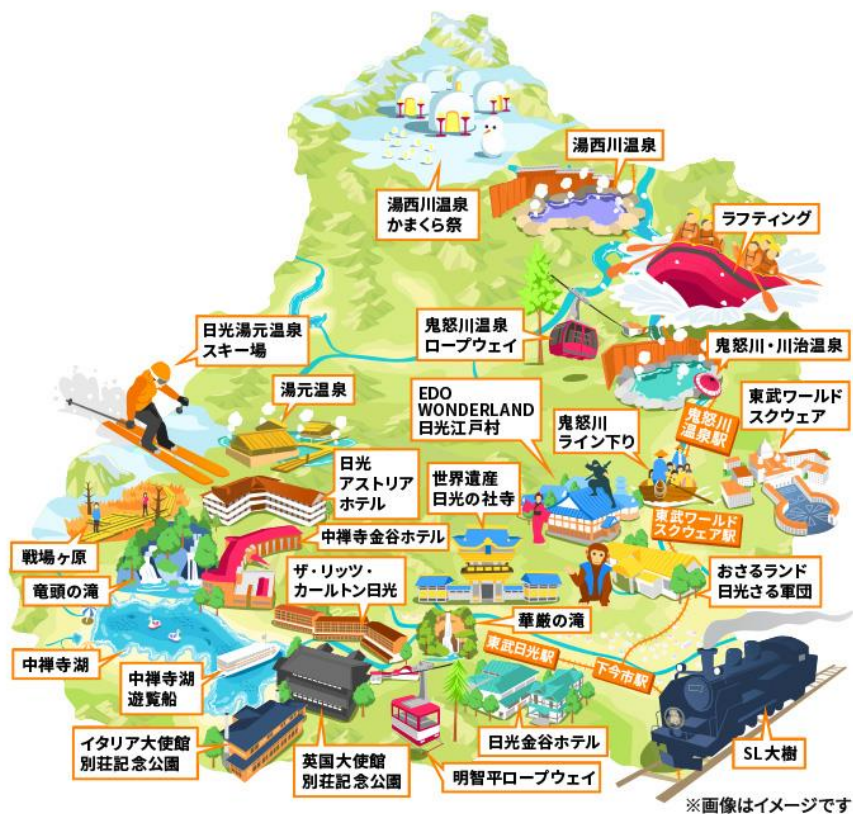 湯西川温泉
湯西川温泉
かまくら祭
ラフティング
日光湯元温泉
スキー場
鬼怒川温泉
ロープウェイ
鬼怒川・川治温泉
湯元温泉
EDO
WONDERLAND
日光江戸村
鬼怒川
ライン下り
鬼怒川
温泉駅
東武ワールド
スクウェア
日光
アストリア
ホテル
世界遺産
日光の社寺
東武ワールド
スクウェア駅
戦場ヶ原
中禅寺金谷ホテル
竜頭の滝
ザ・リッツ・
カールトン日光
おさるランド
日光さる軍団
華厳の滝
中禅寺湖
東武日光駅
下今市駅
中禅寺湖
遊覧船
イタリア大使館
別荘記念公園
英国大使館
別荘記念公園
日光金谷ホテル
明智平ロープウェイ
SL大樹
※画像はイメージです